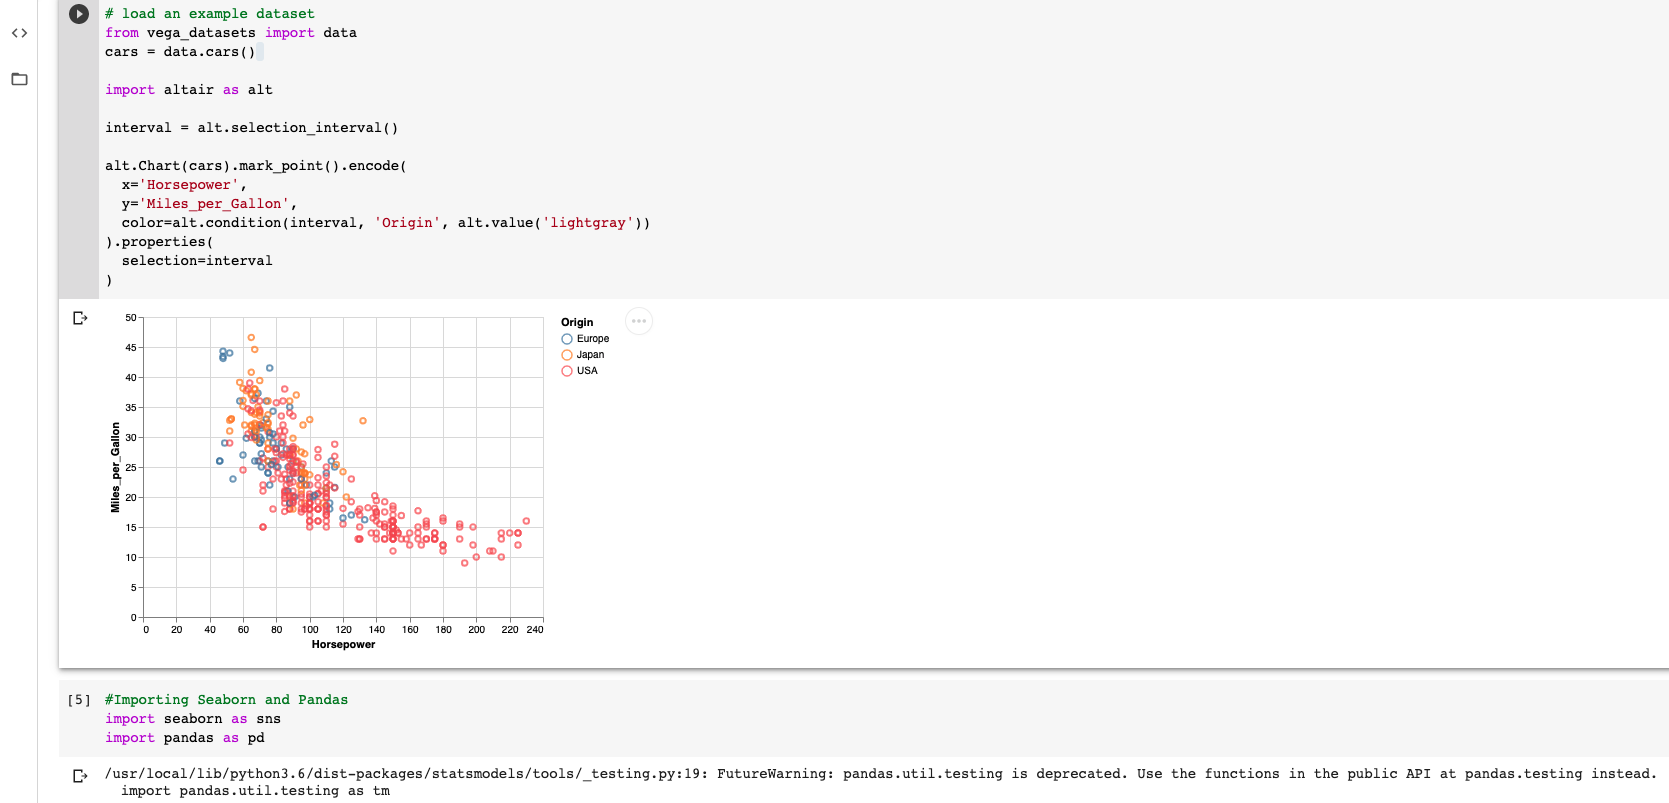 # load an example dataset
from vega_datasets import data
cars = data.cars()
import altair as alt
interval = alt.selection_interval()
alt.Chart(cars).mark_point().encode(
x='Horsepower',
y='Miles_per_Gallon',
color=alt.condition(interval, 'Origin', alt.value('lightgray'))
).properties(
selection=interval
)
50
45
40
35
30
25
20
15
10
5
0
Miles_per_Gallon
0 20 40 60 80 100 120 140 160 180 200 220 240
Horsepower
Origin
Europe
Japan
USA
[5] #Importing Seaborn and Pandas
import seaborn as sns
import pandas as pd
/usr/local/lib/python3.6/dist-packages/statsmodels/tools/_testing.py:19: FutureWarning: pandas.util.testing is deprecated. Use the functions in the public API at pandas.testing instead.
import pandas.util.testing as tm